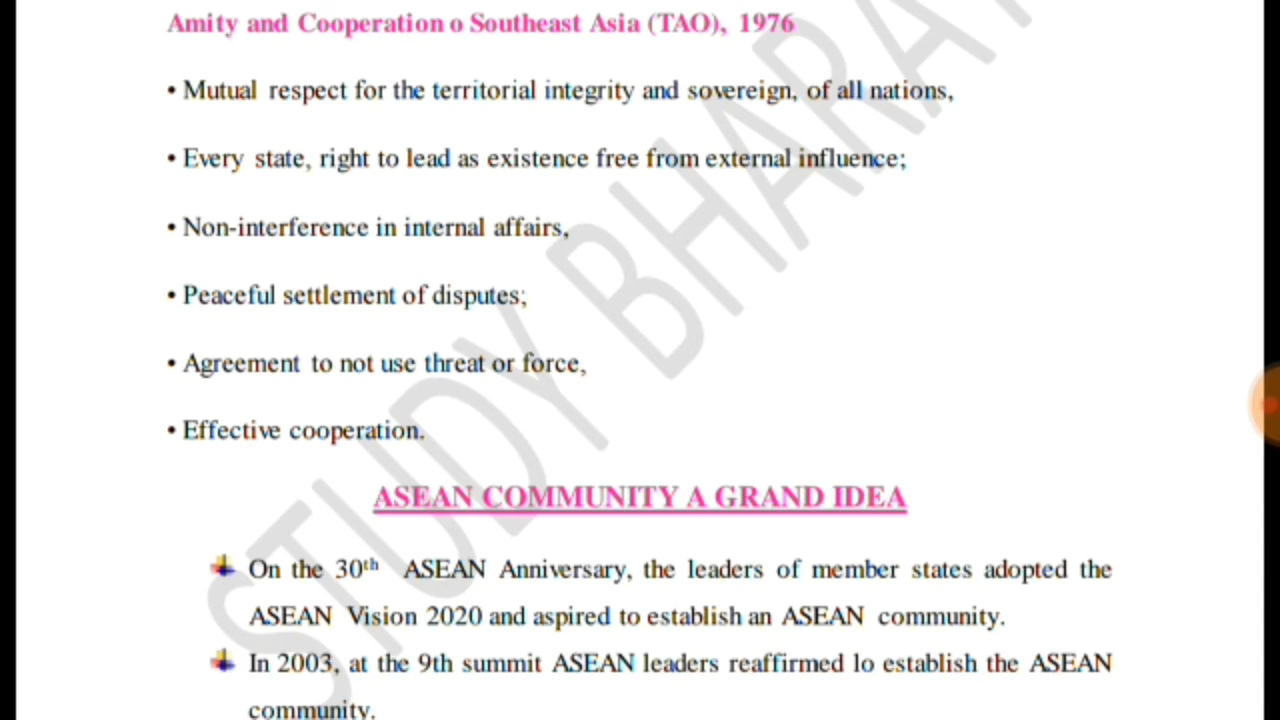 Amity and Cooperation o Southeast Asia (TAO), 1976
• Mutual respect for the territorial integrity and sovereign, of all nations,
• Every state, right to lead as existence free from external influence;
• Non-interference in internal affairs,
• Peaceful settlement of disputes;
• Agreement to not use threat or force,
• Effective cooperation.
ASEAN COMMUNITY A GRAND IDEA
On the 30th ASEAN Anniversary, the leaders of member states adopted the
ASEAN Vision 2020 and aspired to establish an ASEAN community.
In 2003, at the 9th summit ASEAN leaders reaffirmed lo establish the ASEAN
community.
STUDY BHARAT